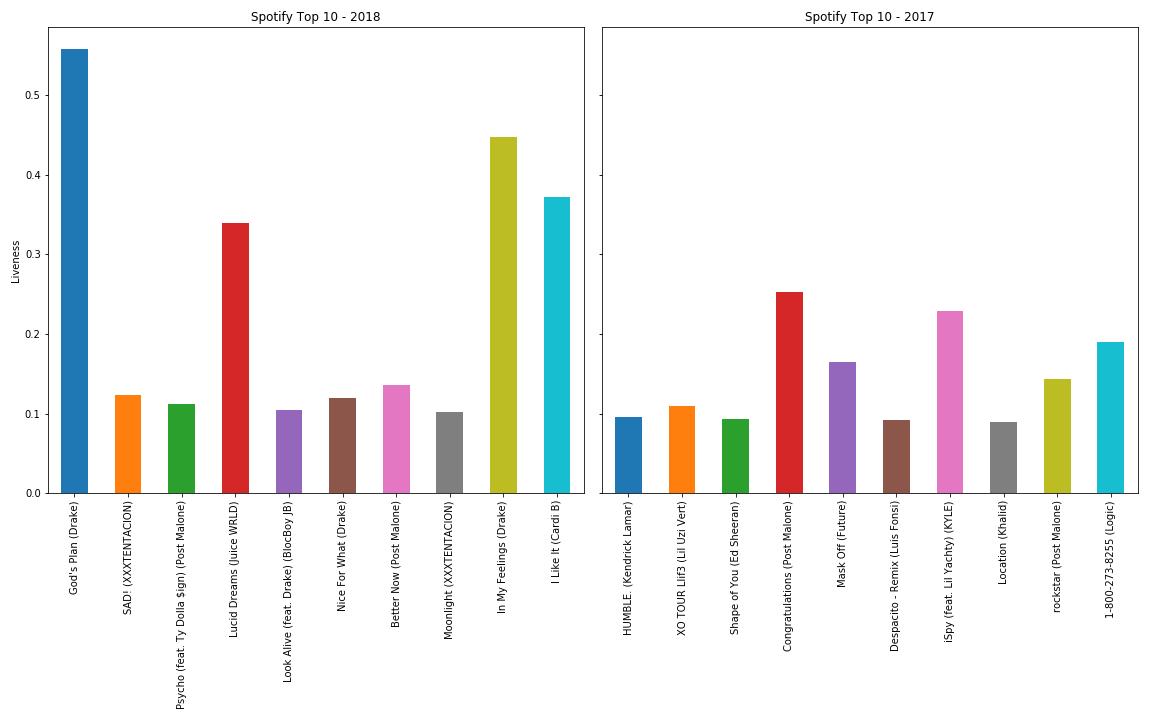 Spotify Top 10 - 2018
Liveness
0.5
0.4
0.3
0.2
0.1
0.0
God's Plan (Drake)
SAD! (XXXTENTACION)
Psycho (feat. Ty Dolla $ign) (Post Malone)
Lucid Dreams (Juice WRLD)
Look Alive (feat. Drake) (BlocBoy JB)
Nice For What (Drake)
Better Now (Post Malone)
Moonlight (XXXTENTACION)
In My Feelings (Drake)
I Like It (Cardi B)
Spotify Top 10 - 2017
HUMBLE. (Kendrick Lamar)
XO TOUR Llif3 (Lil Uzi Vert)
Shape of You (Ed Sheeran)
Congratulations (Post Malone)
Mask Off (Future)
Despacito - Remix (Luis Fonsi)
iSpy (feat. Lil Yachty) (KYLE)
Location (Khalid)
rockstar (Post Malone)
1-800-273-8255 (Logic)